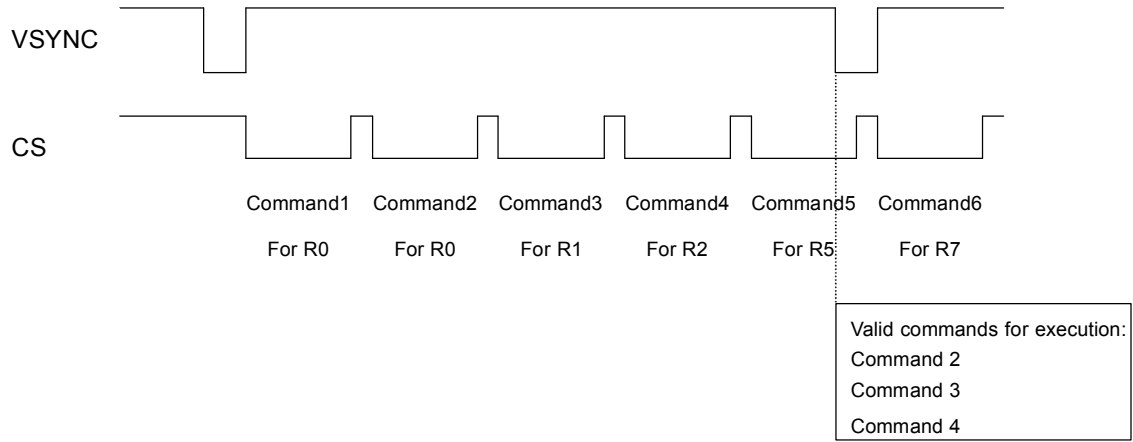 VSYNC
CS
Command1 Command2 Command3 Command4 Command5 Command6
For R0 For R0 For R1 For R2 For R5 For R7
Valid commands for execution:
Command 2
Command 3
Command 4